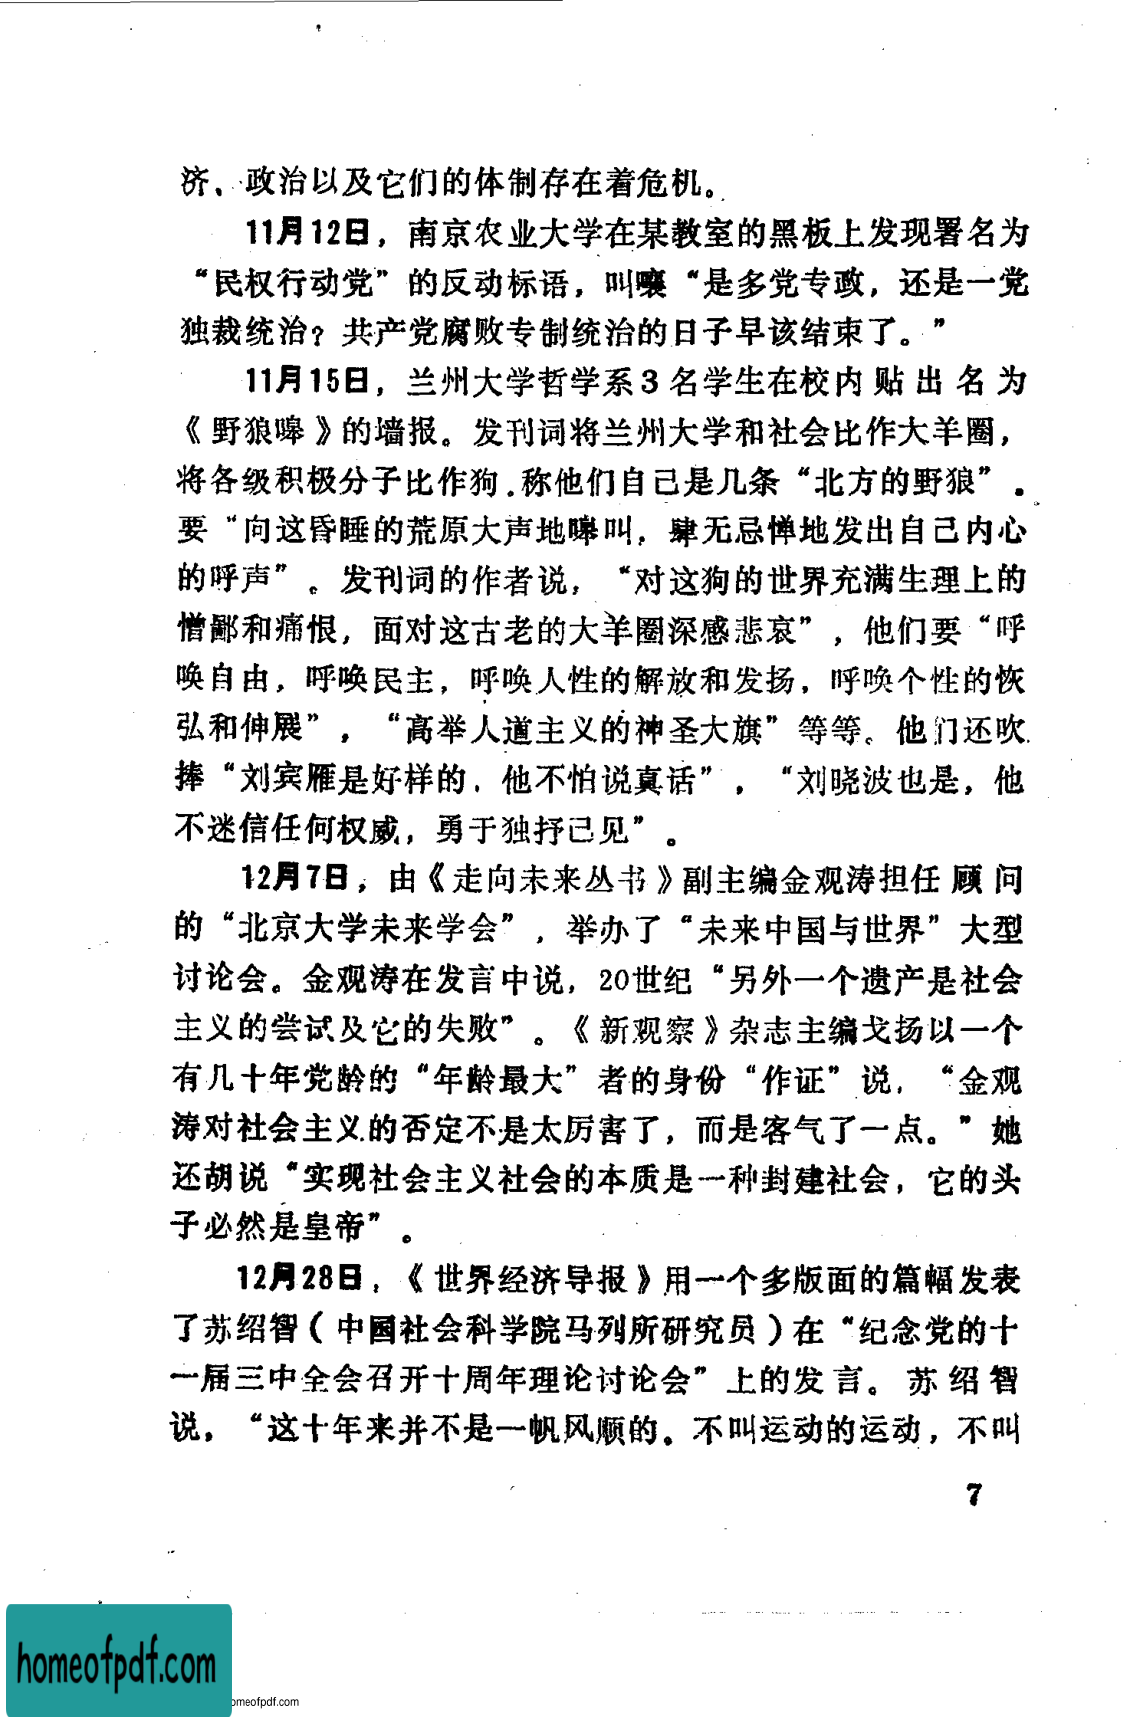 济、政治以及它们的体制存在着危机。
11月12日，南京农业大学在某教室的黑板上发现署名为
“民权行动党”的反动标语，叫嚷“是多党专政，还是一党
独裁统治？共产党腐败专制统治的日子早该结束了。”
11月15日，兰州大学哲学系3名学生在校内贴出名为
《野狼嗥》的墙报。发刊词将兰州大学和社会比作大羊圈，
将各级积极分子比作狗.称他们自己是几条“北方的野狼”。
要“向这昏睡的荒原大声地嗥叫，肆无忌惮地发出自己内心
的呼声”。发刊词的作者说，“对这狗的世界充满生理上的
憎鄙和痛恨，面对这古老的大羊圈深感悲哀”，他们要“呼
唤自由，呼唤民主，呼唤人性的解放和发扬，呼唤个性的恢
弘和伸展”，“高举人道主义的神圣大旗”等等。他们还吹
捧“刘宾雁是好样的，他不怕说真话”，“刘晓波也是，他
不迷信任何权威，勇于独抒己见”。
12月7日，由《走向未来丛书》副主编金观涛担任顾问
的“北京大学未来学会”，举办了“未来中国与世界”大型
讨论会。金观涛在发言中说，20世纪“另外一个遗产是社会
主义的尝试及它的失败”。《新观察》杂志主编戈扬以一个
有几十年党龄的“年龄最大”者的身份“作证”说，“金观
涛对社会主义的否定不是太厉害了，而是客气了一点。”她
还胡说“实现社会主义社会的本质是一种封建社会，它的头
子必然是皇帝”。
12月28日，《世界经济导报》用一个多版面的篇幅发表
了苏绍智（中国社会科学院马列所研究员）在“纪念党的十
一届三中全会召开十周年理论讨论会”上的发言。苏绍智
说，“这十年来并不是一帆风顺的。不叫运动的运动，不叫
7
homeofpdf.com
omeofpdf.com